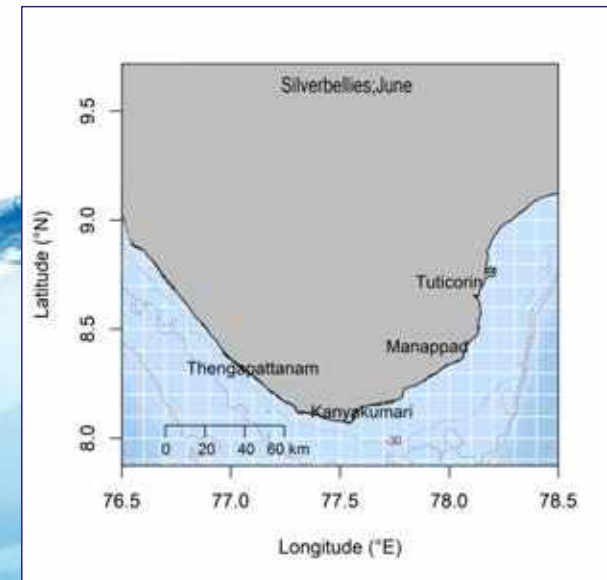 Silverbellies;June
9.5
9.0
8.5
8.0
Latitude (°N)
Tuticorin
Manappad
Thengapattanam
Kanyakumari
-30
0 20 40 60 km
76.5 77.0 77.5 78.0 78.5
Longitude (°E)